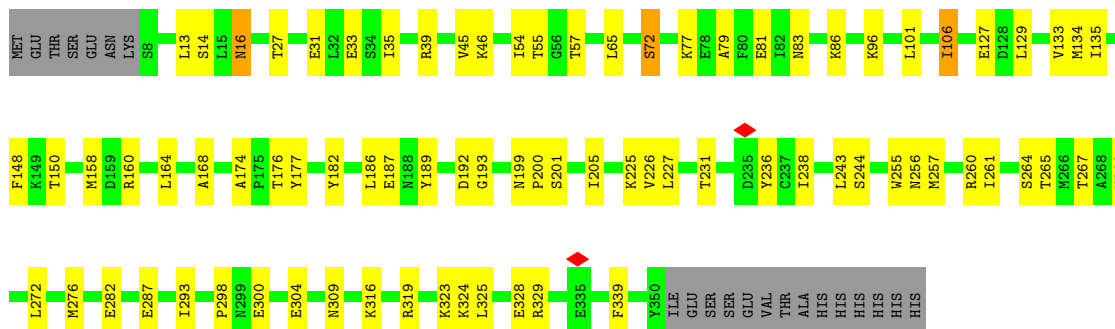 MET GLU THR SER GLU ASN LYS S8 L13 S14 L15 N16 T27 E31 L32 E33 S34 I35 R39 V45 K46 I54 T55 G56 T57 L65 S72 K77 E78 A79 F80 E81 I82 N83 K86 K96 L101 I106 E127 D128 L129 V133 M134 I135
F148 K149 T150 M158 D159 R160 L164 A168 A174 P175 T176 Y177 Y182 L186 E187 N188 Y189 D192 G193 N199 P200 S201 I205 K225 V226 L227 T231 D235 Y236 C237 I238 L243 S244 W255 N256 M257 R260 I261 S264 T265 M266 T267 A268
L272 M276 E282 E287 I293 P298 N299 E300 E304 N309 K316 R319 K323 K324 L325 E328 R329 E335 F339 Y350 ILE GLU SER SER GLU VAL THR ALA HIS HIS HIS HIS HIS HIS